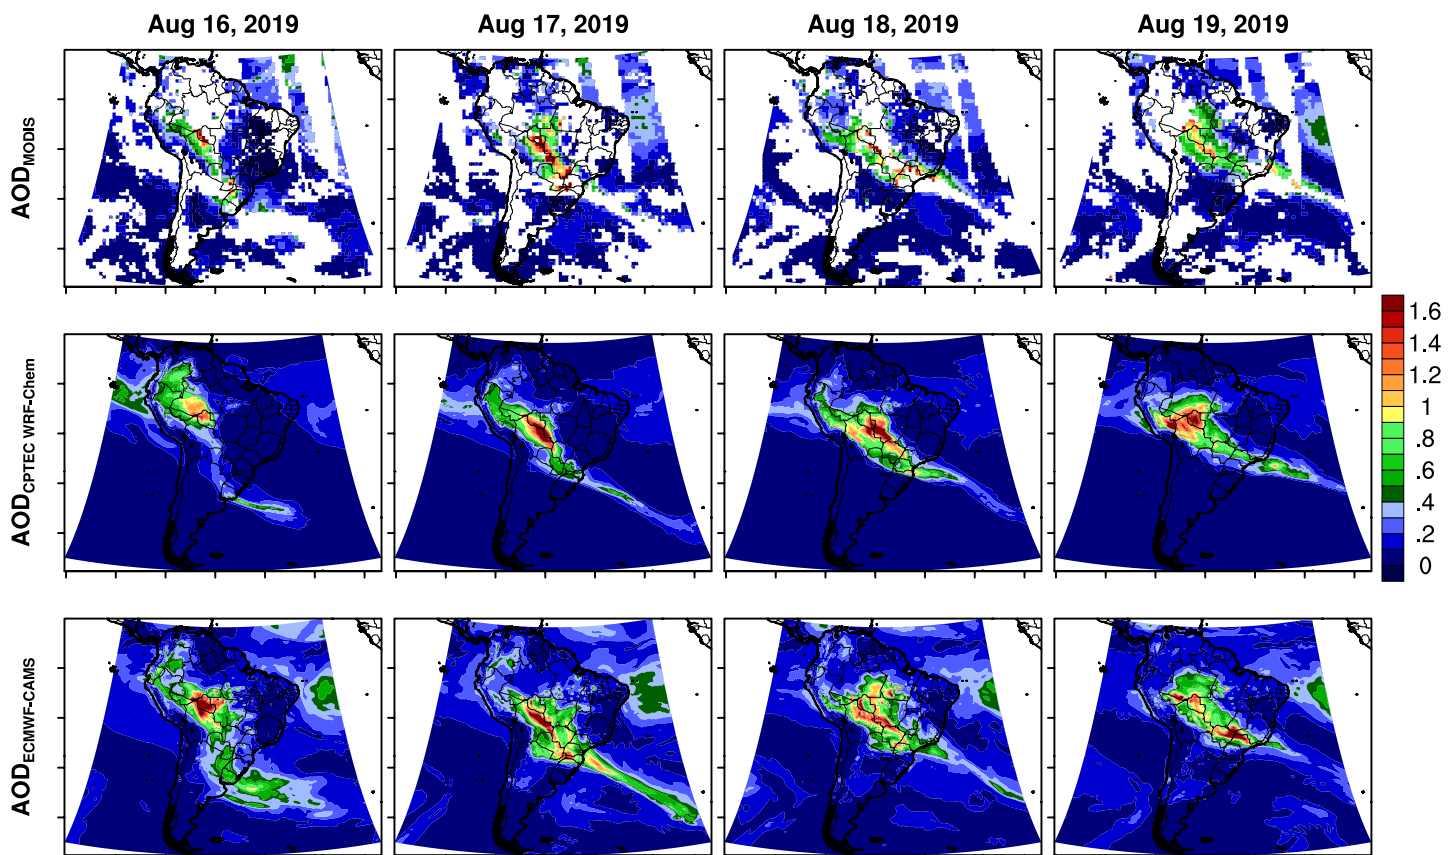 Aug 16, 2019
Aug 17, 2019
Aug 18, 2019
Aug 19, 2019
AODMODIS
AODCPTEC WRF-Chem
AODECMWF-CAMS
1.6
1.4
1.2
1
.8
.6
.4
.2
0